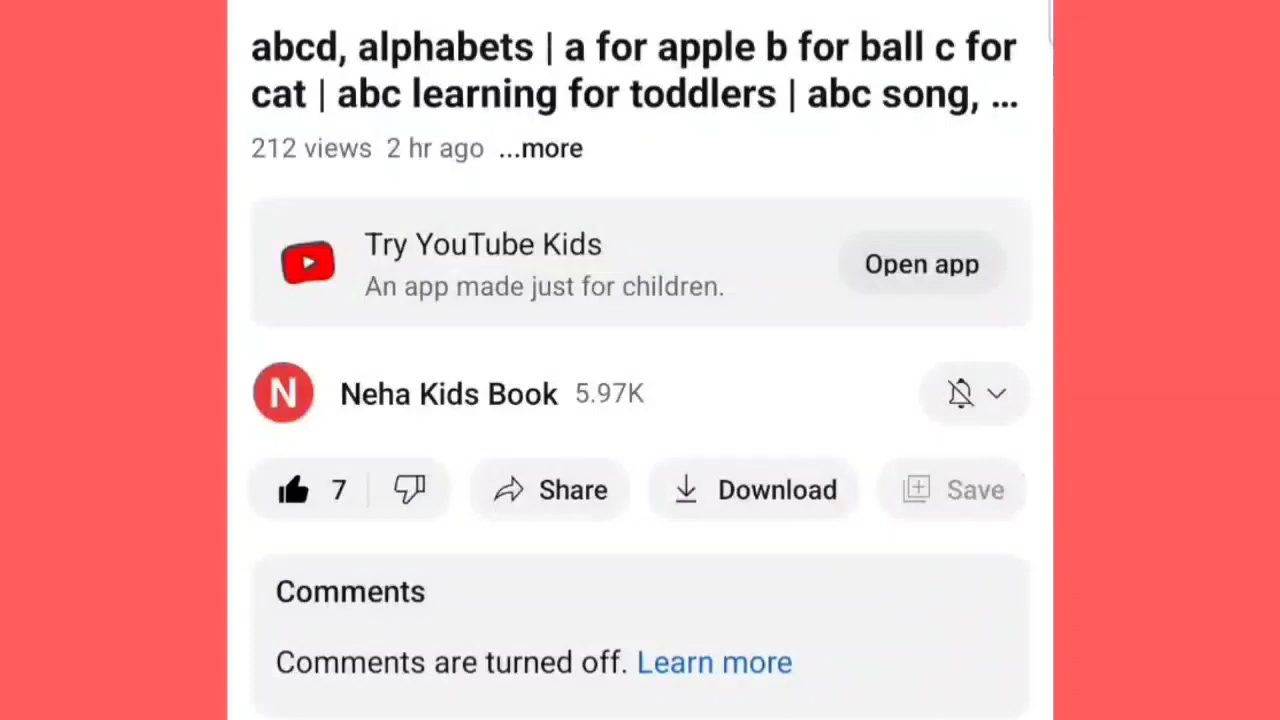 abcd, alphabets | a for apple b for ball c for
cat | abc learning for toddlers | abc song, ...
212 views 2 hr ago ...more
Try YouTube Kids
An app made just for children.
Open app
N Neha Kids Book 5.97K
7 Share Download Save
Comments
Comments are turned off. Learn more